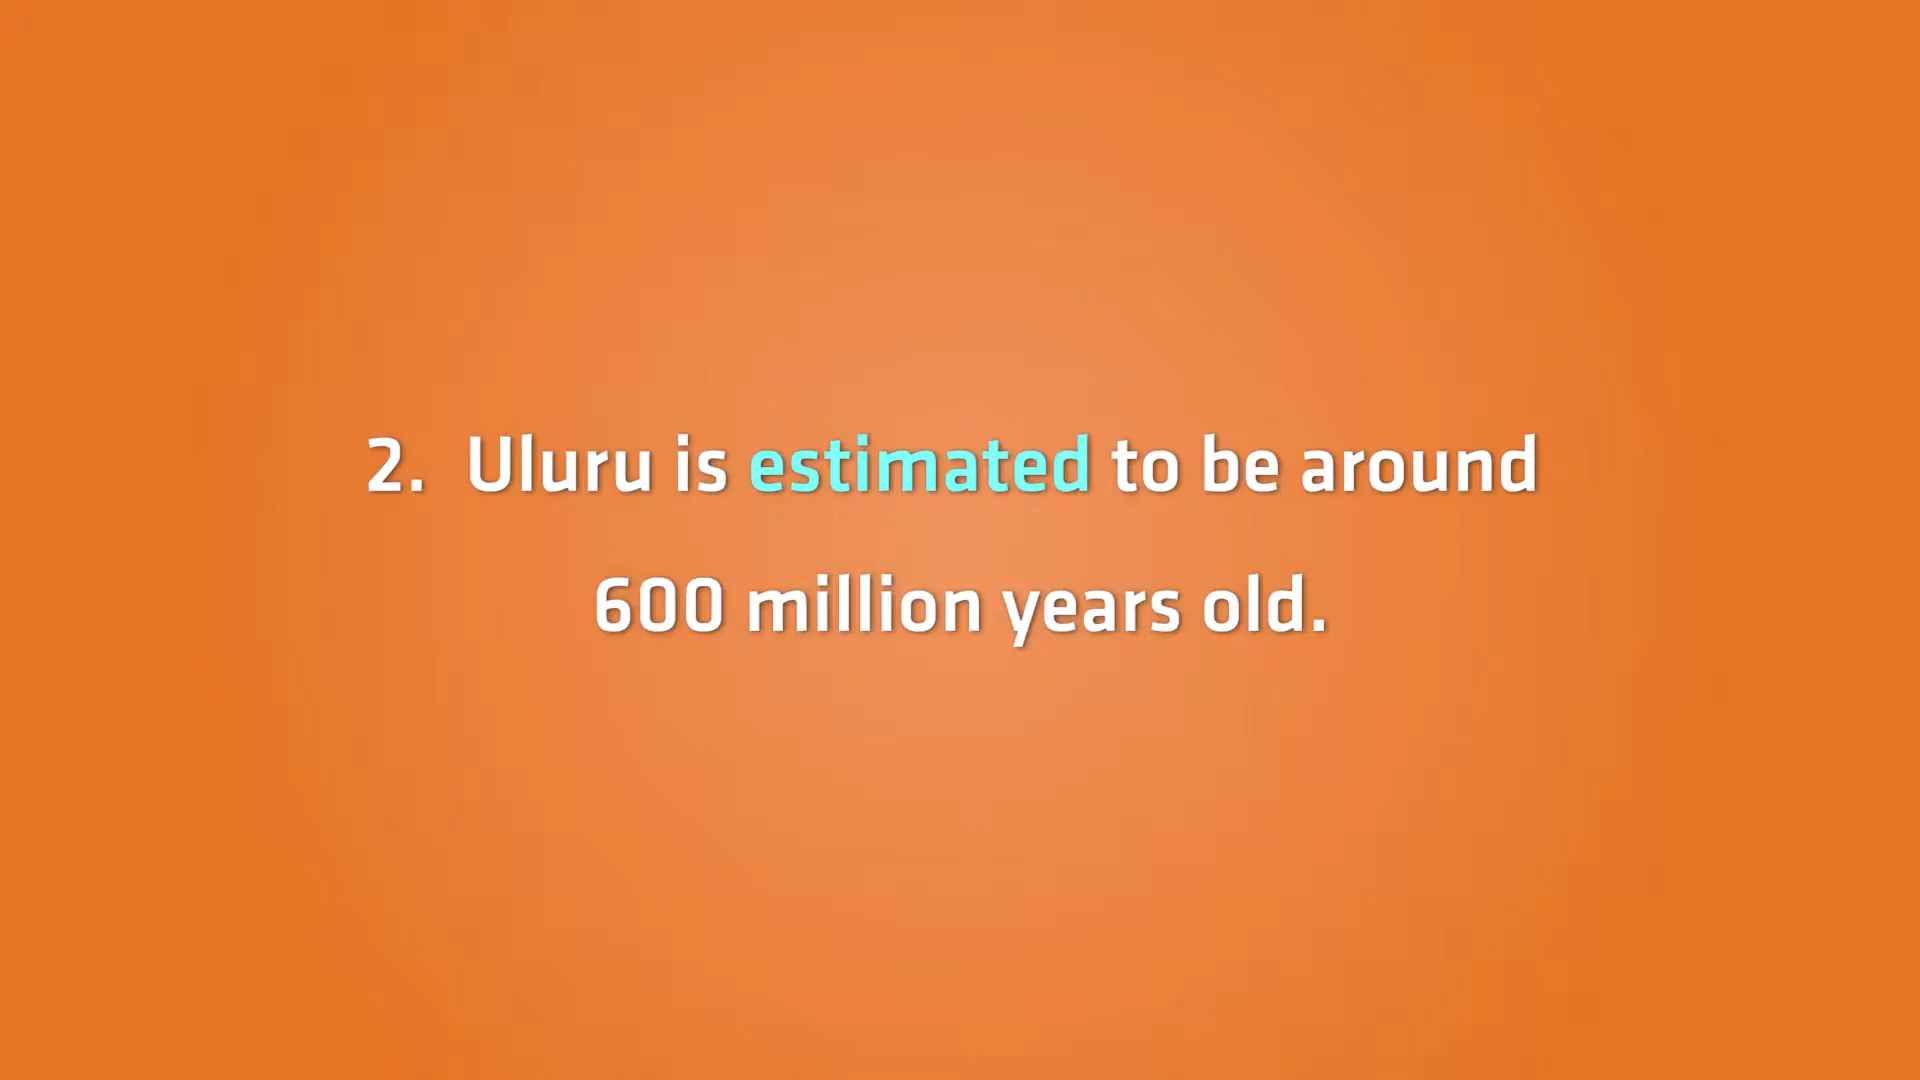 2. Uluru is estimated to be around
600 million years old.